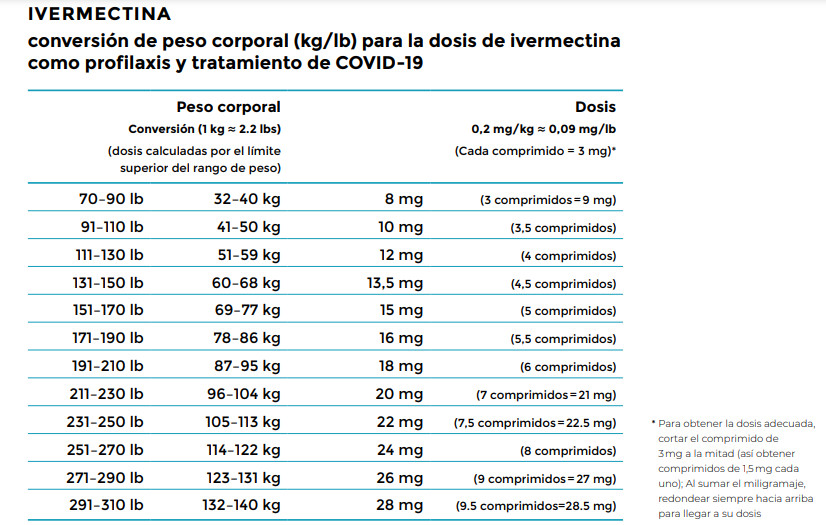 IVERMECTINA
conversión de peso corporal (kg/lb) para la dosis de ivermectina
como profilaxis y tratamiento de COVID-19
Peso corporal Dosis
Conversión (1 kg ≈ 2.2 lbs) 0,2 mg/kg ≈ 0,09 mg/lb
(dosis calculadas por el límite (Cada comprimido = 3 mg)*
superior del rango de peso)
70–90 lb 32–40 kg 8 mg (3 comprimidos=9 mg)
91–110 lb 41–50 kg 10 mg (3,5 comprimidos)
111–130 lb 51–59 kg 12 mg (4 comprimidos)
131–150 lb 60–68 kg 13,5 mg (4,5 comprimidos)
151–170 lb 69–77 kg 15 mg (5 comprimidos)
171–190 lb 78–86 kg 16 mg (5,5 comprimidos)
191–210 lb 87–95 kg 18 mg (6 comprimidos)
211–230 lb 96–104 kg 20 mg (7 comprimidos=21 mg)
231–250 lb 105–113 kg 22 mg (7,5 comprimidos=22.5 mg)
251–270 lb 114–122 kg 24 mg (8 comprimidos)
271–290 lb 123–131 kg 26 mg (9 comprimidos=27 mg)
291–310 lb 132–140 kg 28 mg (9.5 comprimidos=28.5 mg)
* Para obtener la dosis adecuada,
cortar el comprimido de
3 mg a la mitad (así obtener
comprimidos de 1,5 mg cada
uno); Al sumar el miligramaje,
redondear siempre hacia arriba
para llegar a su dosis